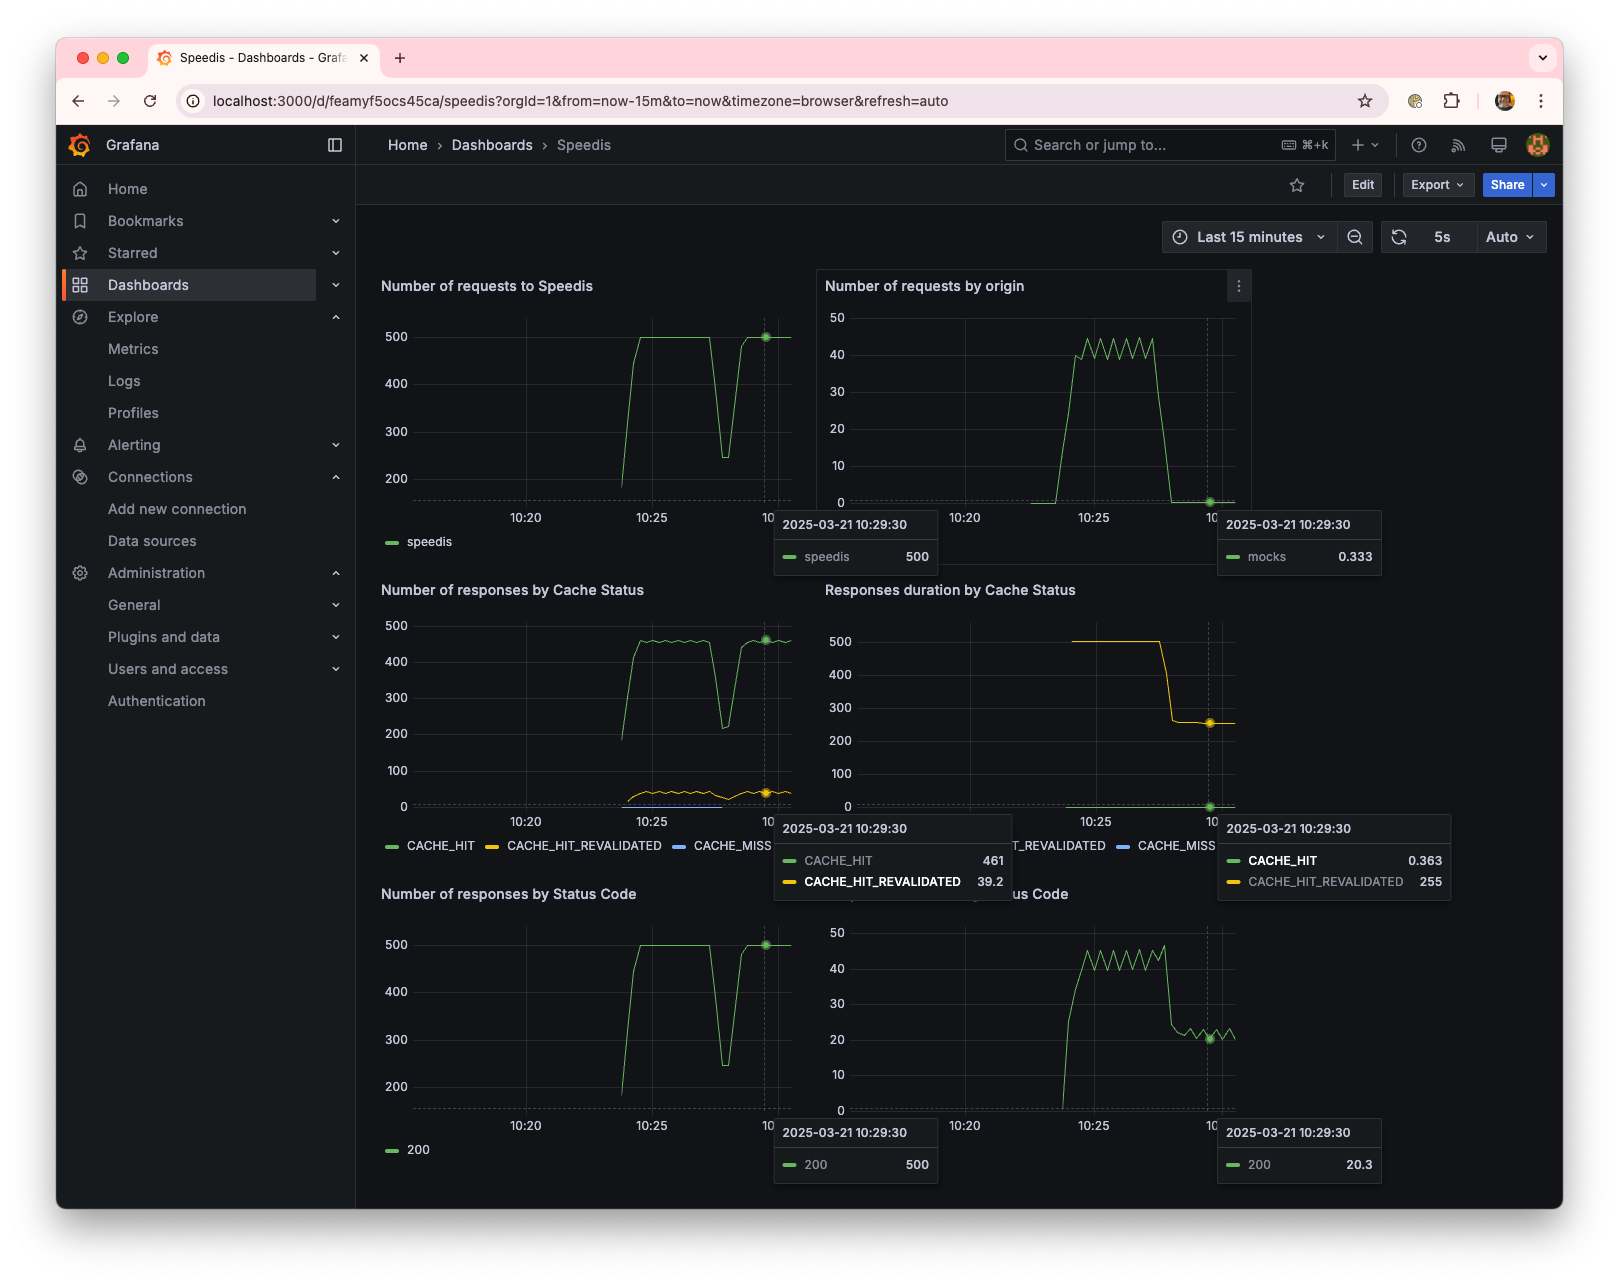 Speedis - Dashboards - Grafa
localhost:3000/d/feamyf5ocs45ca/speedis?orgId=1&from=now-15m&to=now&timezone=browser&refresh=auto
Grafana
Home › Dashboards › Speedis
Search or jump to... ⌘+k
Edit Export Share
Home
Bookmarks
Starred
Dashboards
Explore
Metrics
Logs
Profiles
Alerting
Connections
Add new connection
Data sources
Administration
General
Plugins and data
Users and access
Authentication
Last 15 minutes 5s Auto
Number of requests to Speedis
500
400
300
200
10:20 10:25 10
speedis
2025-03-21 10:29:30
speedis 500
Number of requests by origin
50
40
30
20
10
0
10:20 10:25 10
2025-03-21 10:29:30
mocks 0.333
Number of responses by Cache Status
500
400
300
200
100
0
10:20 10:25 10
CACHE_HIT CACHE_HIT_REVALIDATED CACHE_MISS
2025-03-21 10:29:30
CACHE_HIT 461
CACHE_HIT_REVALIDATED 39.2
Responses duration by Cache Status
500
400
300
200
100
0
10:25 10
T_REVALIDATED CACHE_MISS
2025-03-21 10:29:30
CACHE_HIT 0.363
CACHE_HIT_REVALIDATED 255
Number of responses by Status Code
500
400
300
200
10:20 10:25 10
200
2025-03-21 10:29:30
200 500
us Code
50
40
30
20
10
0
10:20 10:25 10
2025-03-21 10:29:30
200 20.3